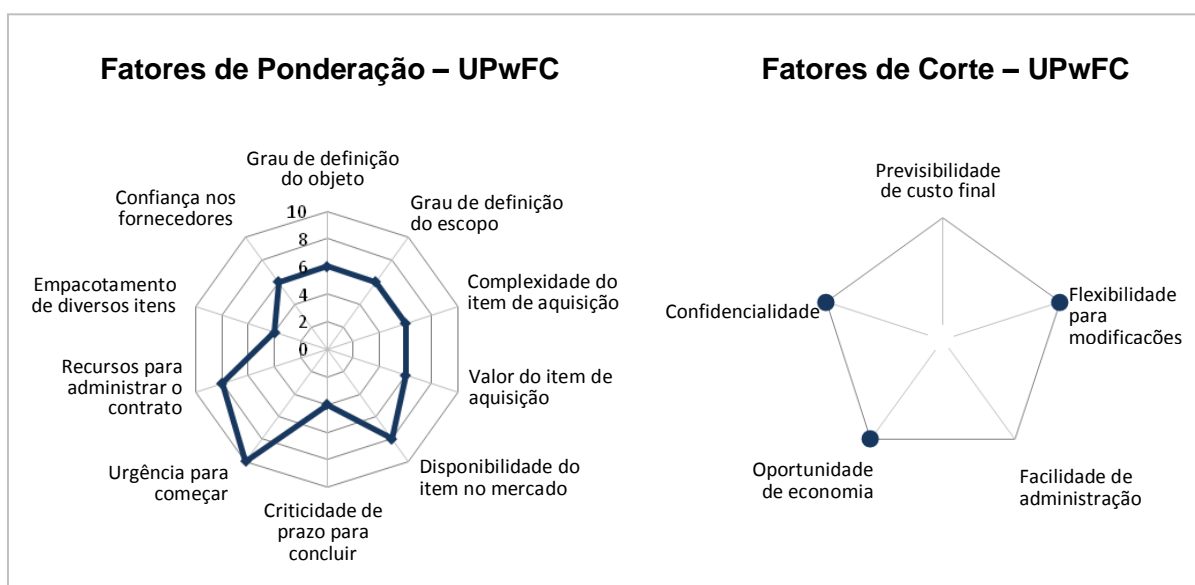 Fatores de Ponderação – UPwFC
Grau de definição
do objeto
Grau de definição
do escopo
Complexidade do
item de aquisição
Valor do item de
aquisição
Disponibilidade do
item no mercado
Criticidade de
prazo para
concluir
Urgência para
começar
Recursos para
administrar o
contrato
Empacotamento
de diversos itens
Confiança nos
fornecedores
10
8
6
4
2
0
Fatores de Corte – UPwFC
Previsibilidade
de custo final
Flexibilidade
para
modificacões
Facilidade de
administração
Oportunidade
de economia
Confidencialidade